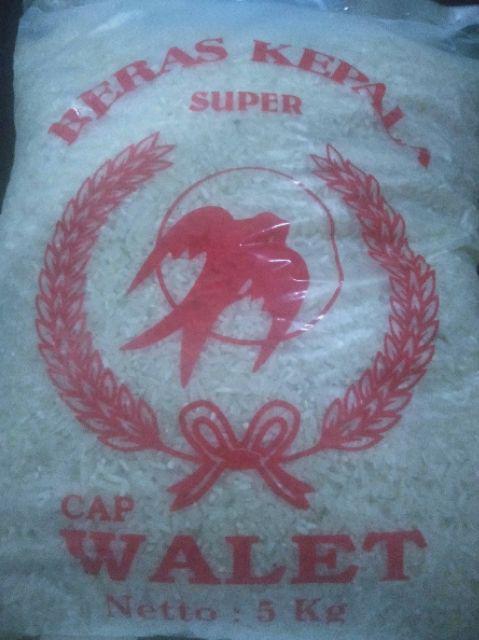 BERAS KEPALA
SUPER
CAP
WALET
Netto : 5 Kg